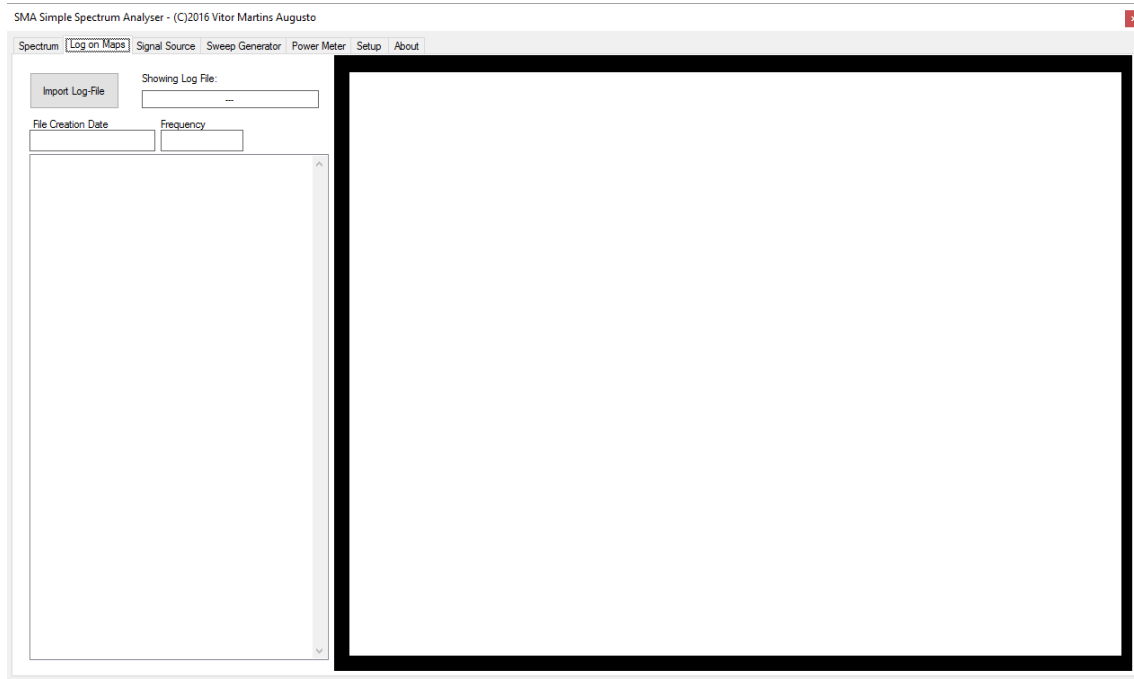 SMA Simple Spectrum Analyser - (C)2016 Vitor Martins Augusto
Spectrum Log on Maps Signal Source Sweep Generator Power Meter Setup About
Import Log-File
Showing Log File:
---
File Creation Date Frequency